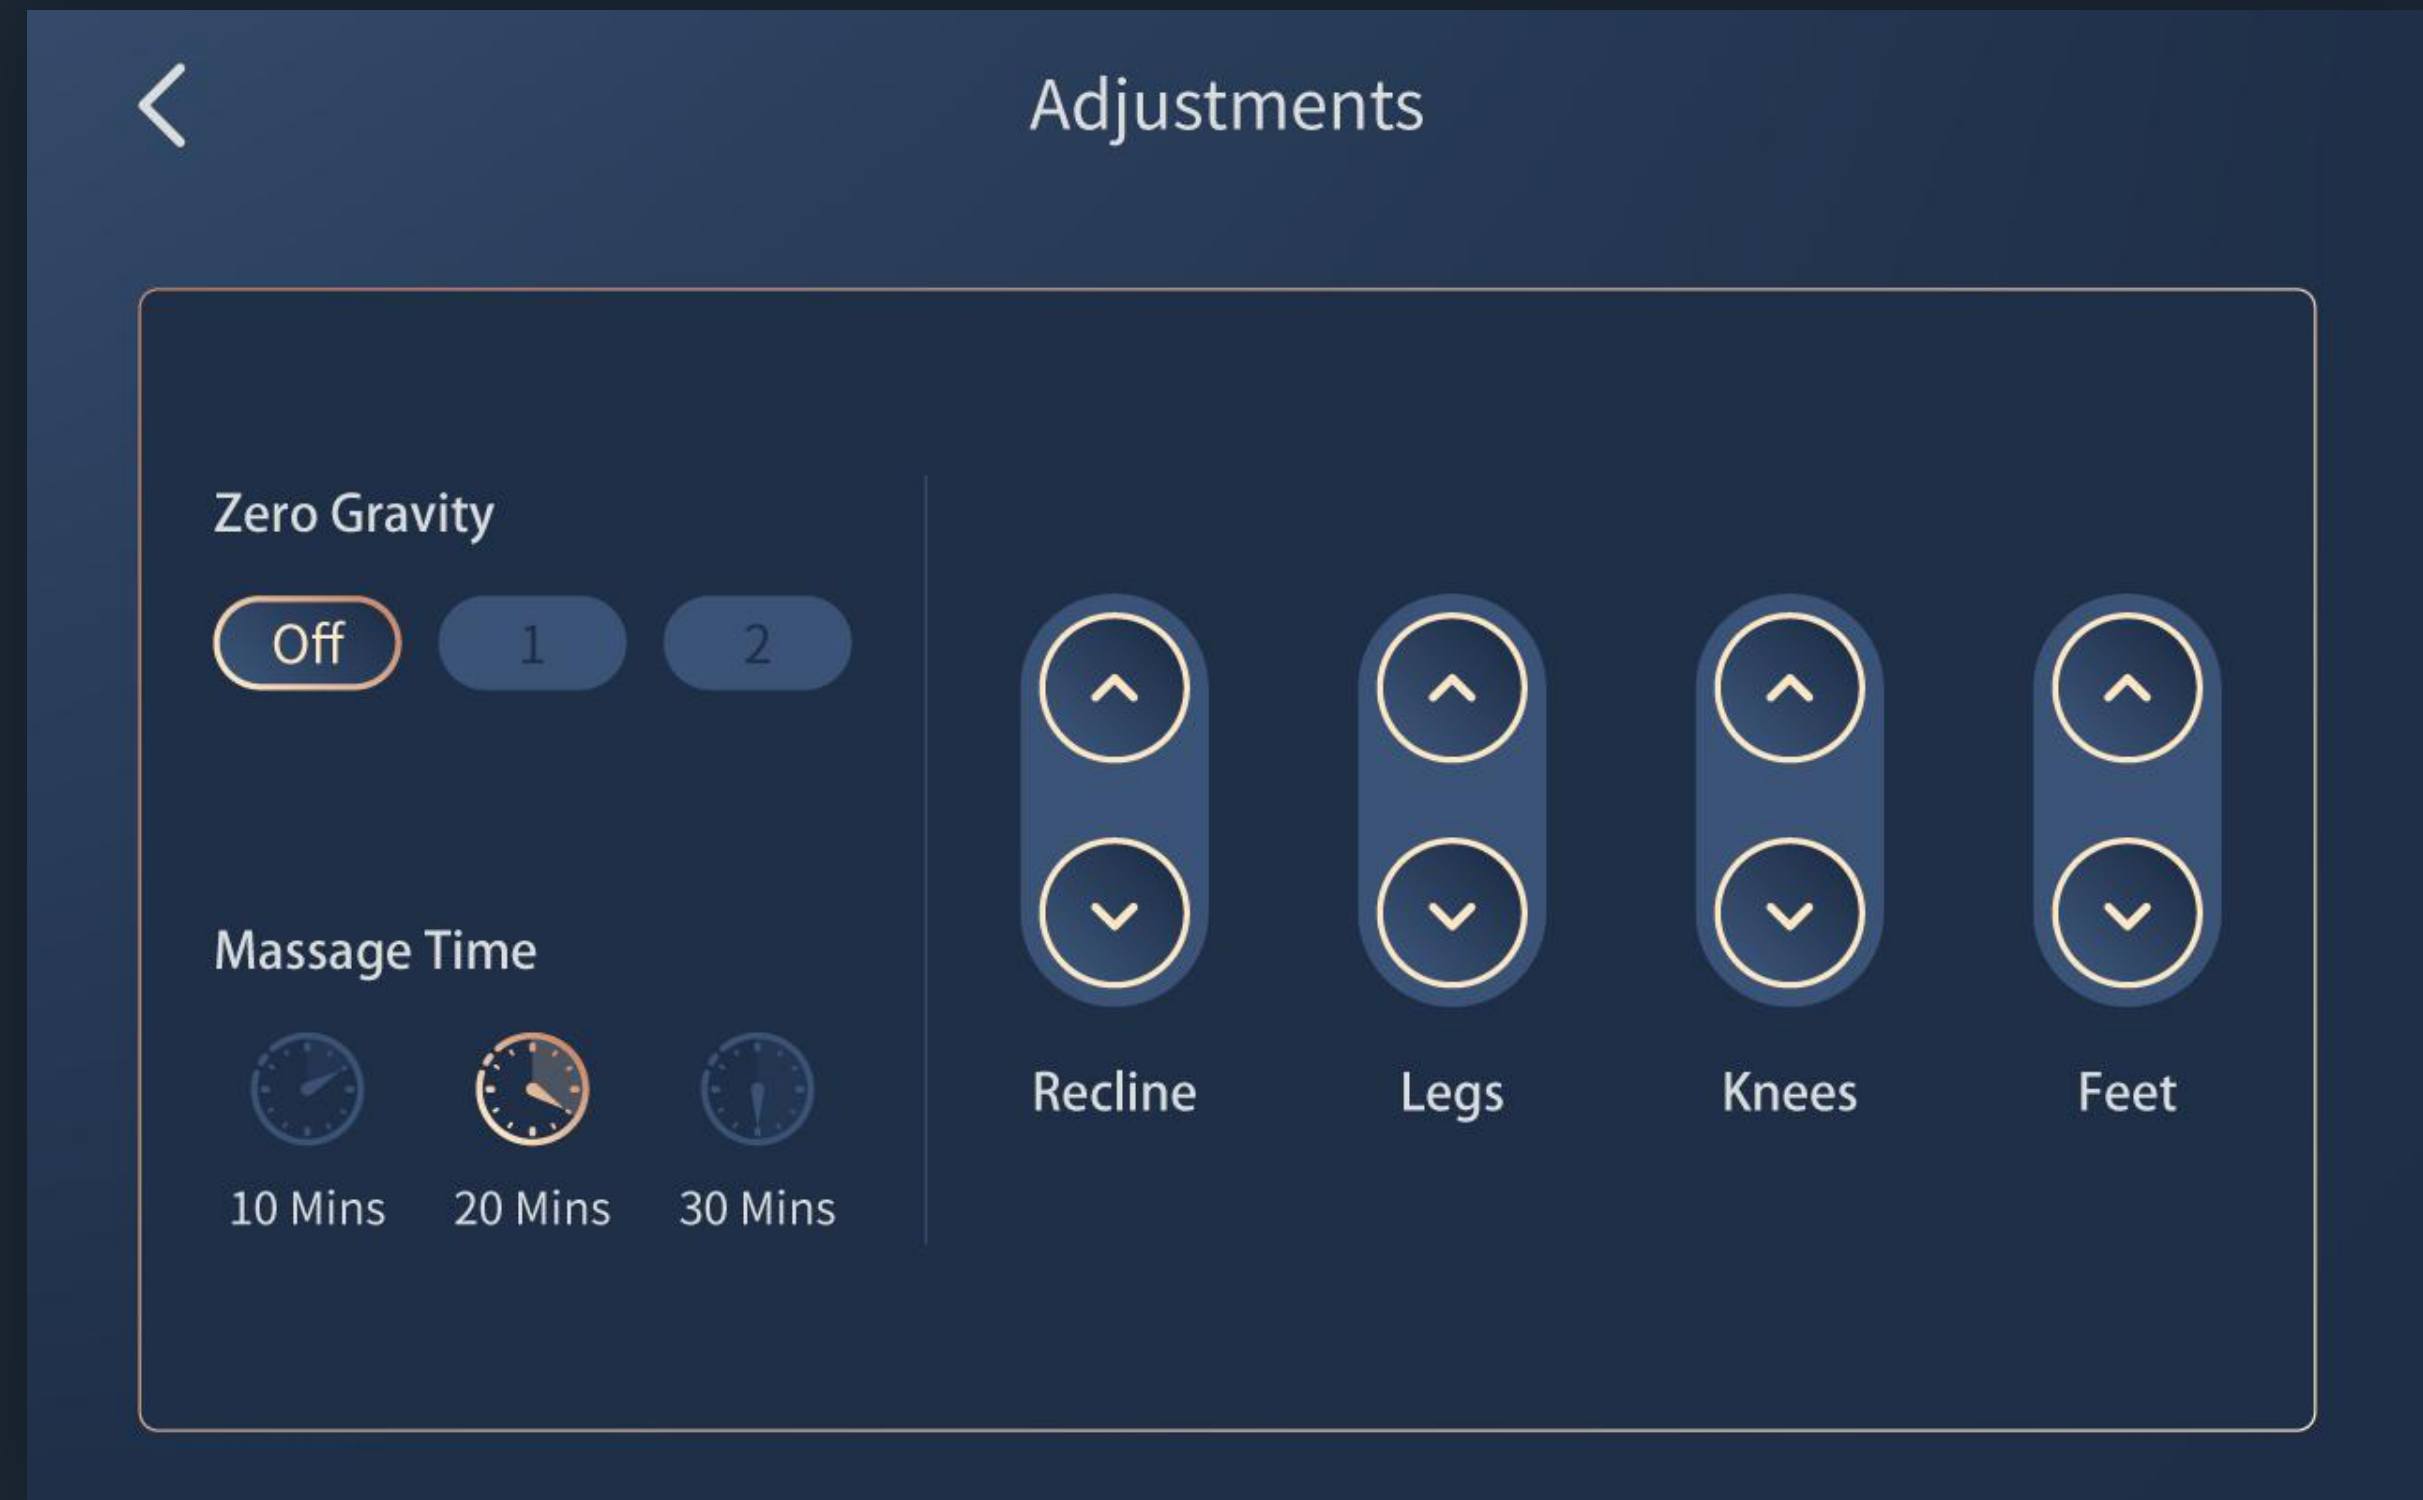 Adjustments
Zero Gravity
Off 1 2
Massage Time
10 Mins 20 Mins 30 Mins
Recline Legs Knees Feet